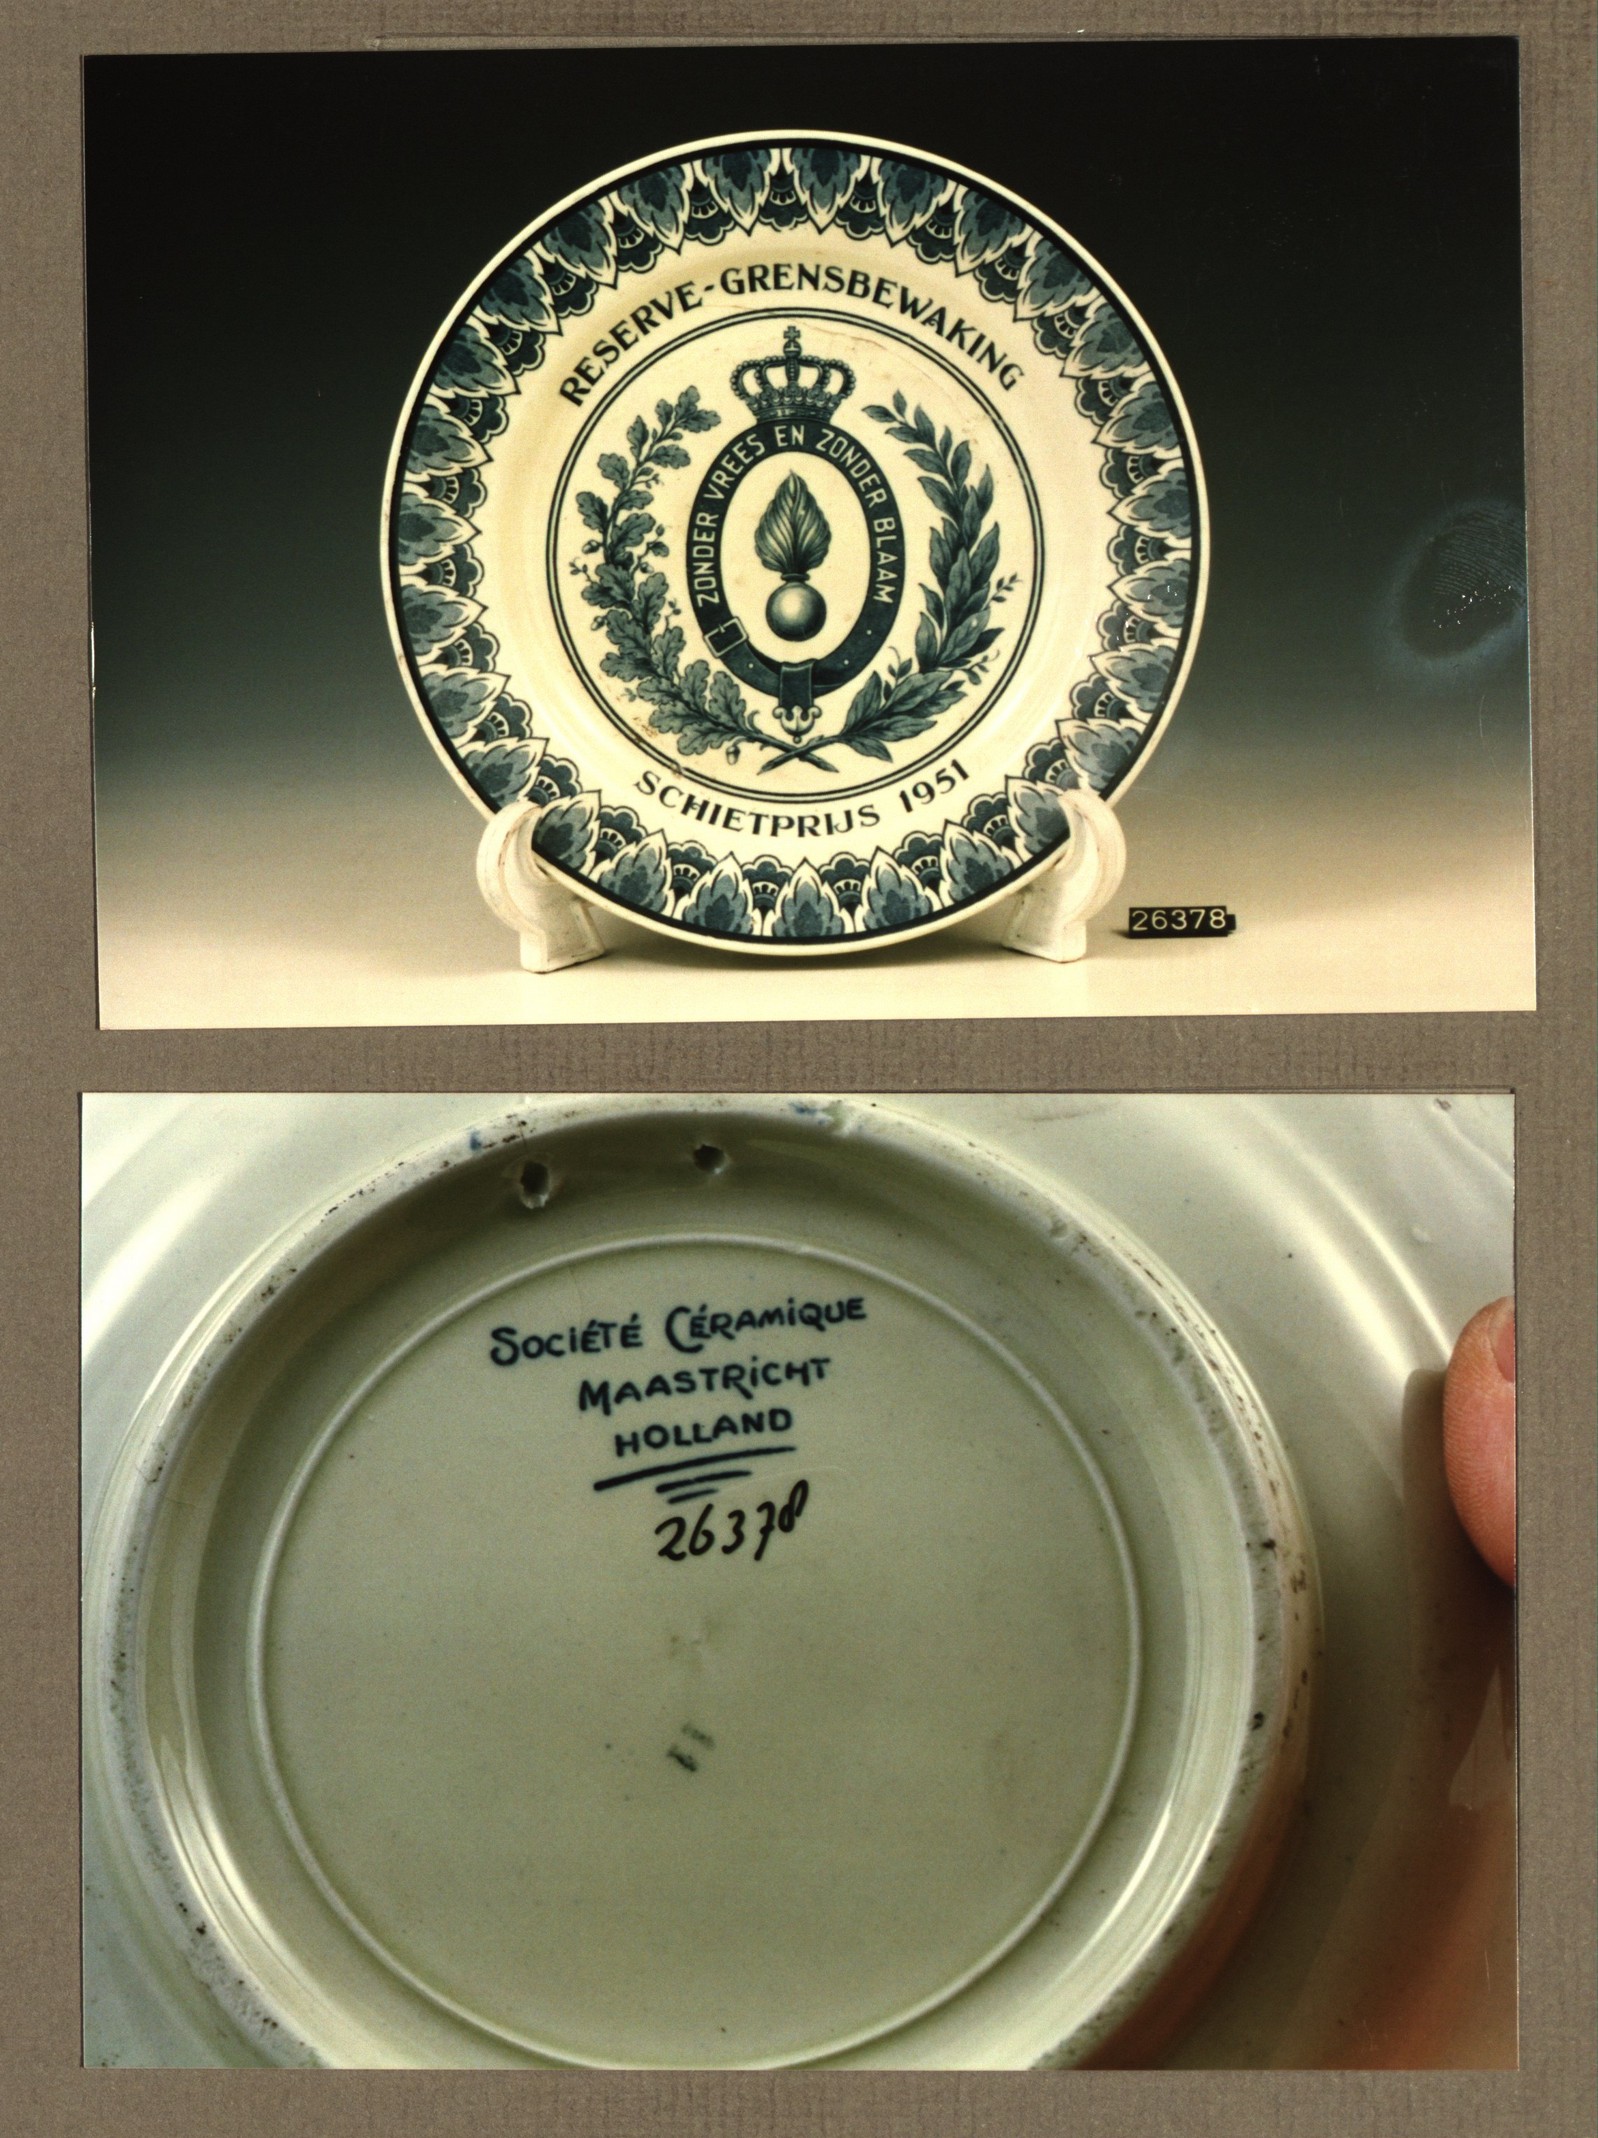 RESERVE-GRENSBEWAKING
ZONDER VREES EN ZONDER BLAAM
SCHIETPRIJS 1951
26378
SOCIÉTÉ CÉRAMIQUE
MAASTRICHT
HOLLAND
26378